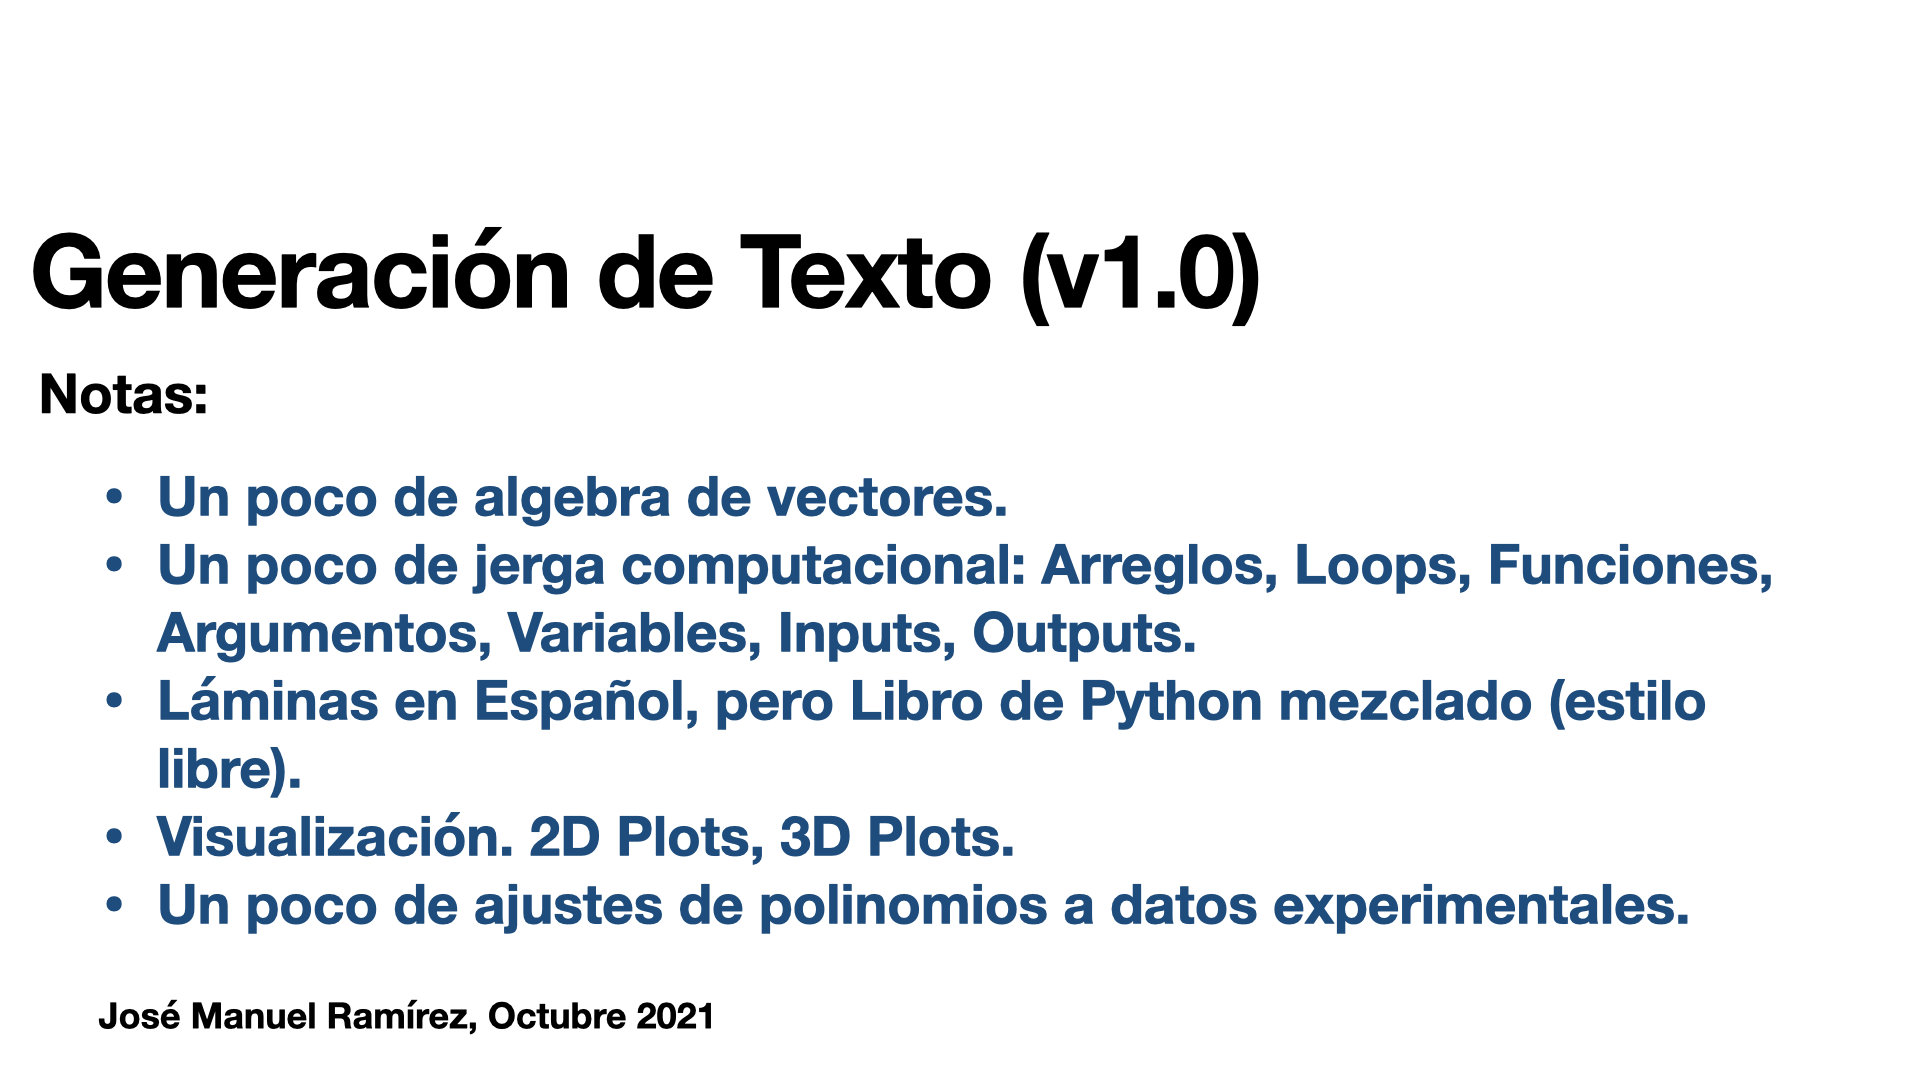 Generación de Texto (v1.0)
Notas:
• Un poco de algebra de vectores.
• Un poco de jerga computacional: Arreglos, Loops, Funciones,
Argumentos, Variables, Inputs, Outputs.
• Láminas en Español, pero Libro de Python mezclado (estilo
libre).
• Visualización. 2D Plots, 3D Plots.
• Un poco de ajustes de polinomios a datos experimentales.
José Manuel Ramírez, Octubre 2021